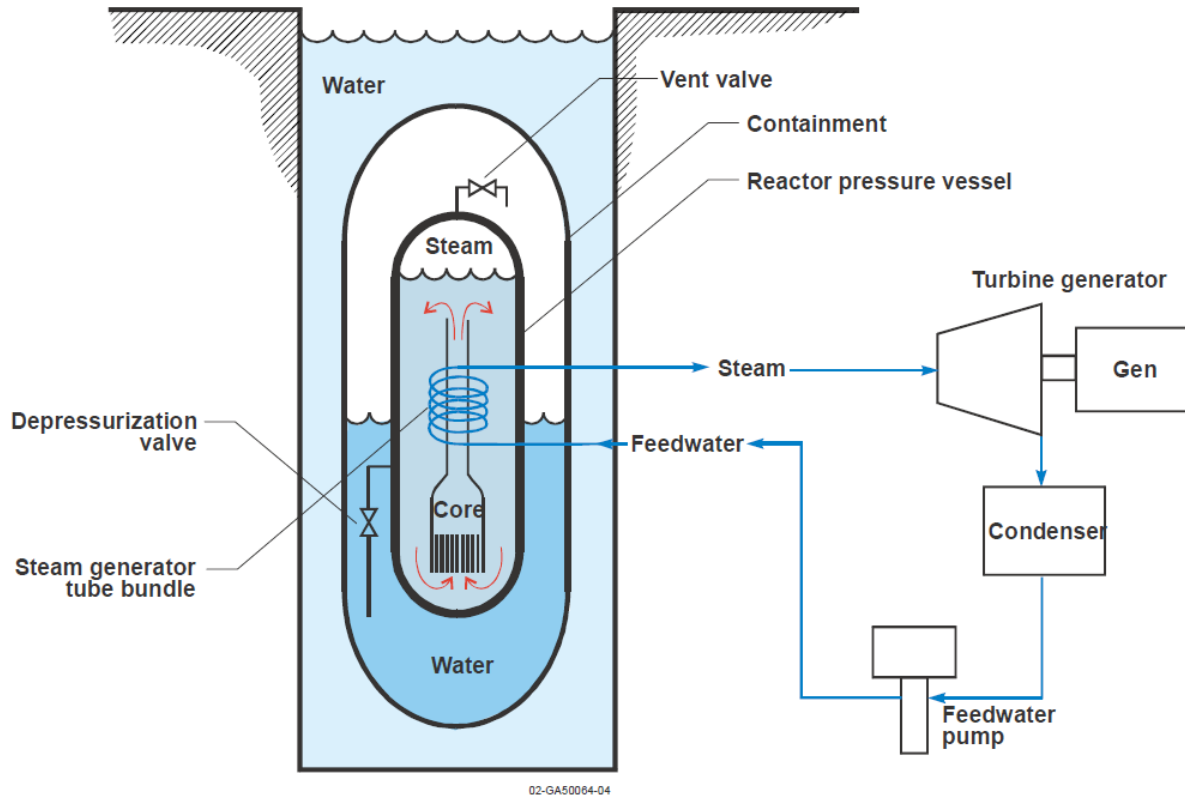 Water
Vent valve
Containment
Reactor pressure vessel
Steam
Turbine generator
Gen
Steam
Depressurization
valve
Feedwater
Core
Condenser
Steam generator
tube bundle
Water
Feedwater
pump
02-GA50064-04